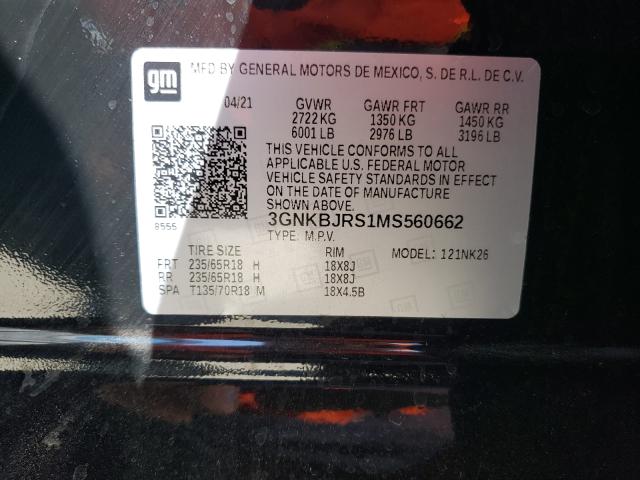 gm MFD BY GENERAL MOTORS DE MEXICO, S. DE R.L. DE C.V.
04/21 GVWR GAWR FRT GAWR RR
2722 KG 1350 KG 1450 KG
6001 LB 2976 LB 3196 LB
THIS VEHICLE CONFORMS TO ALL
APPLICABLE U.S. FEDERAL MOTOR
VEHICLE SAFETY STANDARDS IN EFFECT
ON THE DATE OF MANUFACTURE
SHOWN ABOVE.
8555 3GNKBJRS1MS560662
TYPE: M.P.V.
TIRE SIZE RIM MODEL: 121NK26
FRT 235/65R18 H 18X8J
RR 235/65R18 H 18X8J
SPA T135/70R18 M 18X4.5B